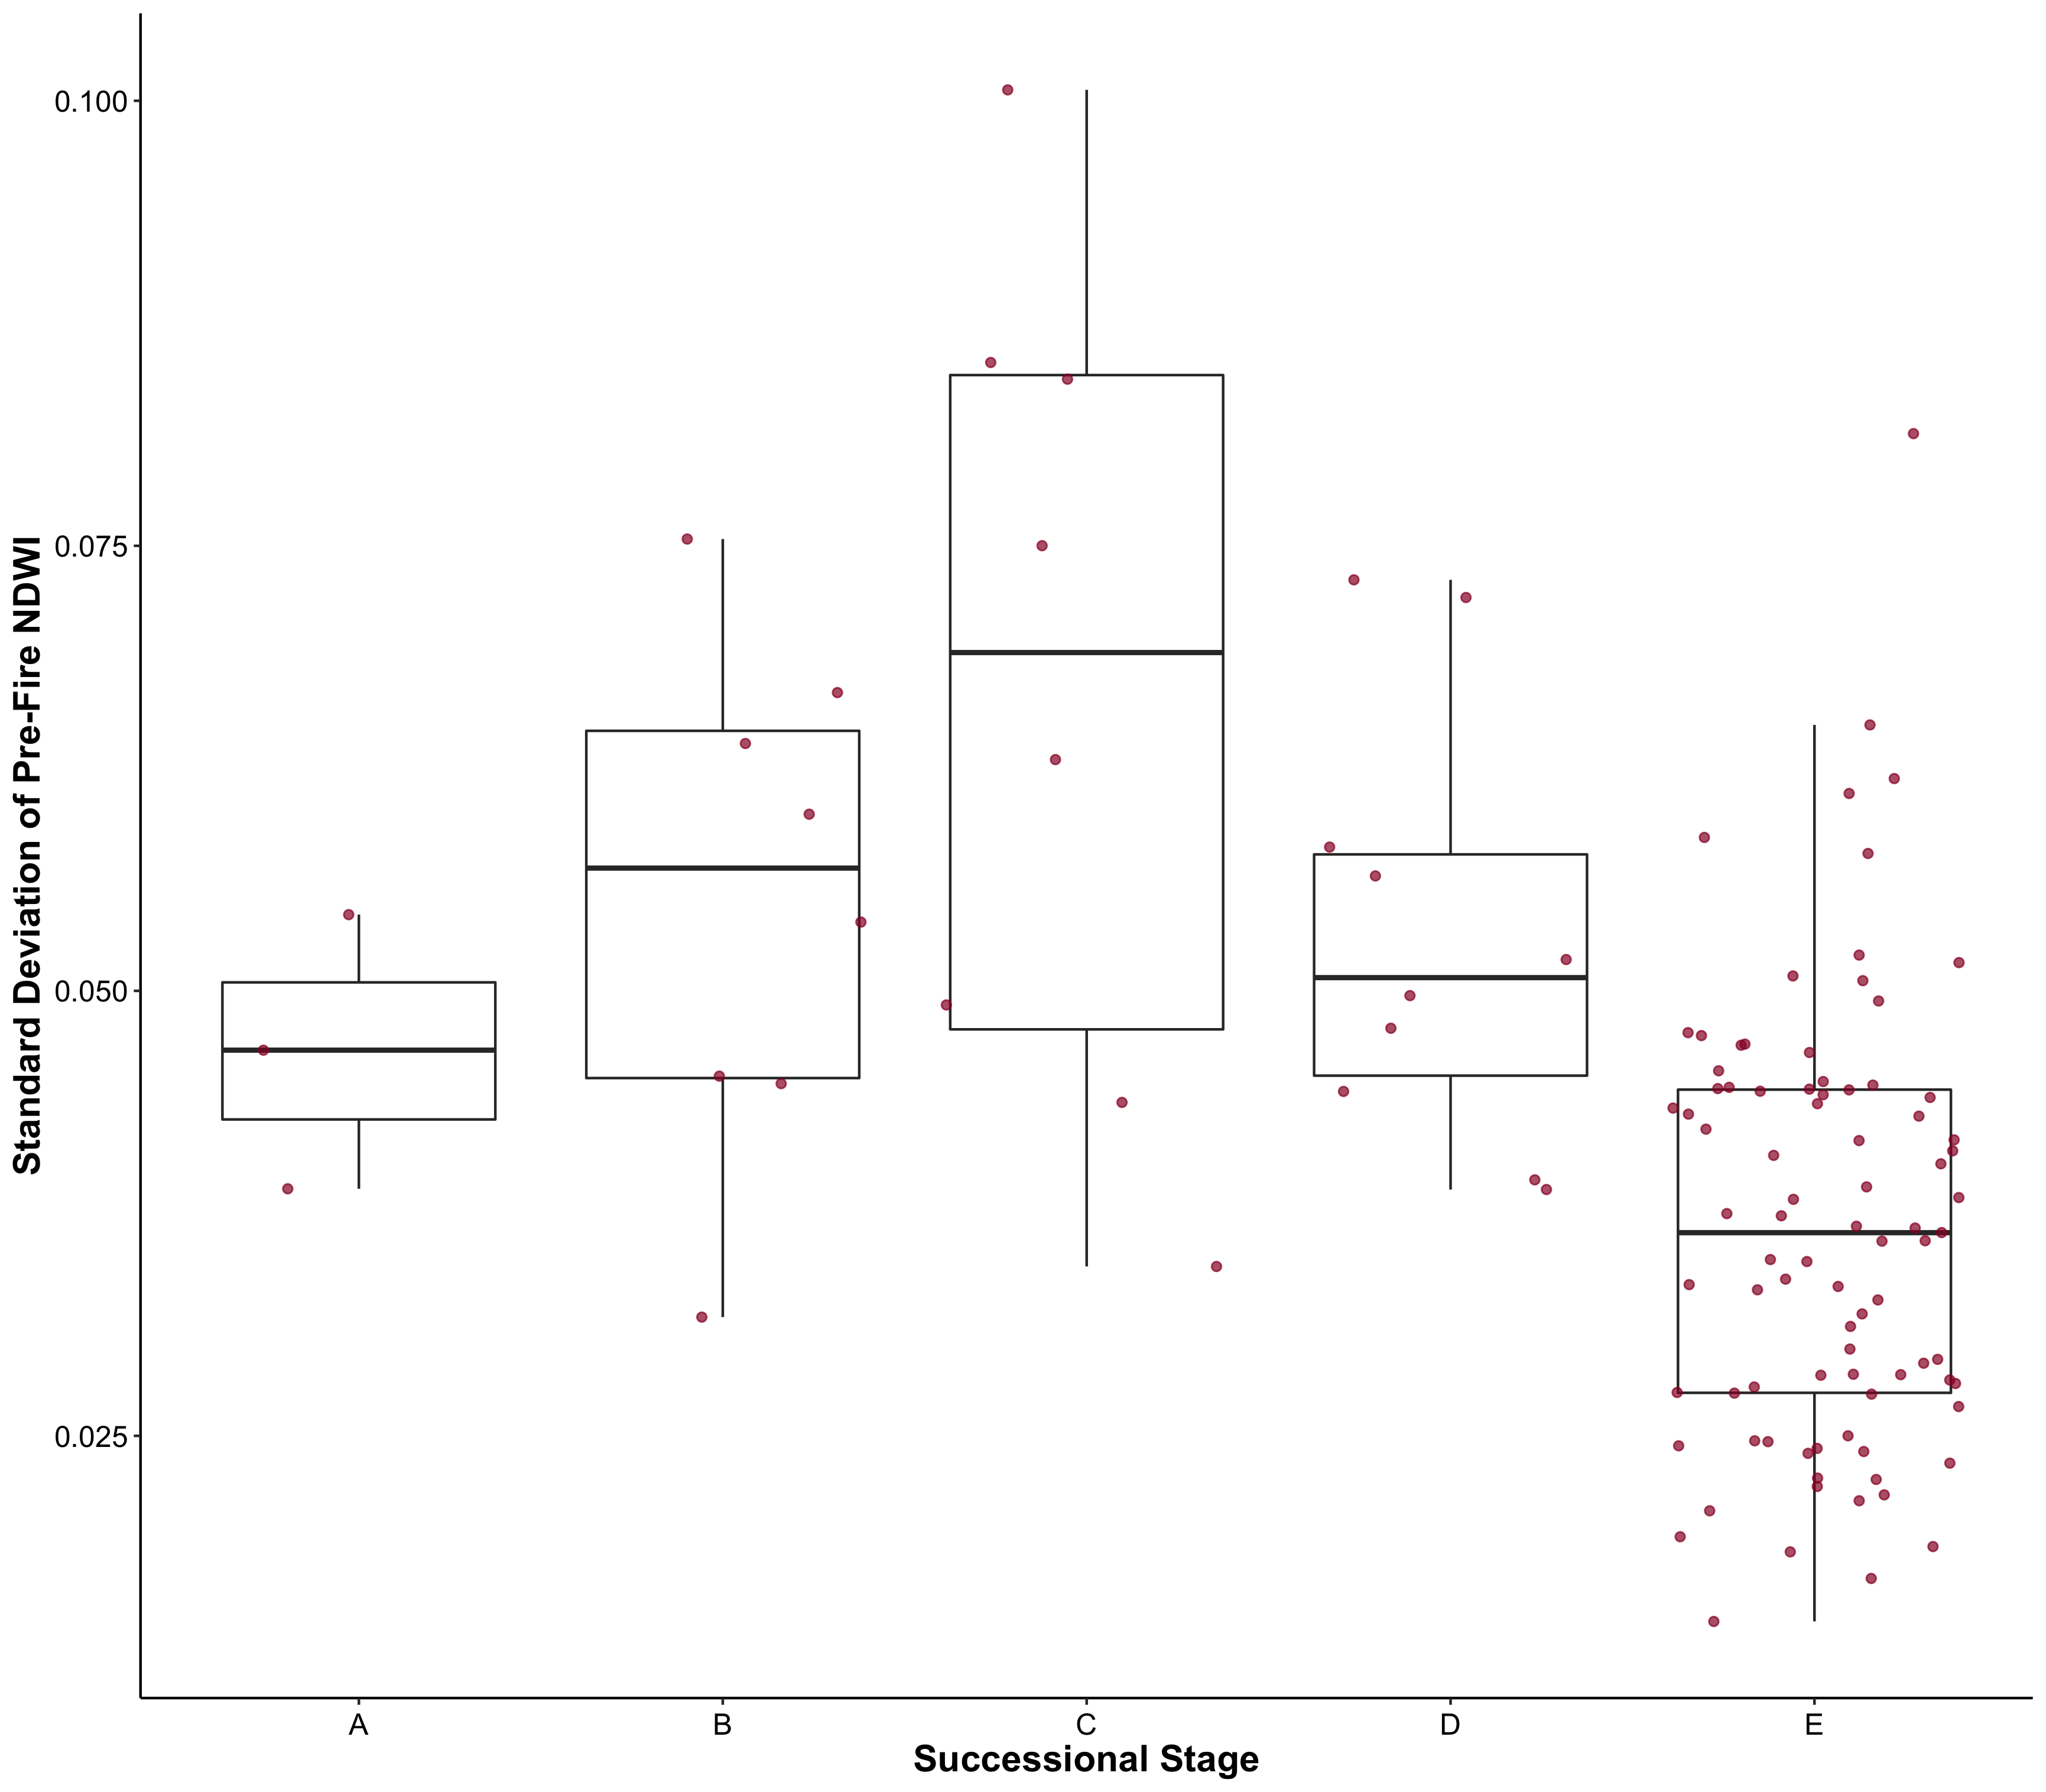 Standard Deviation of Pre-Fire NDWI
0.100
0.075
0.050
0.025
A B C D E
Successional Stage